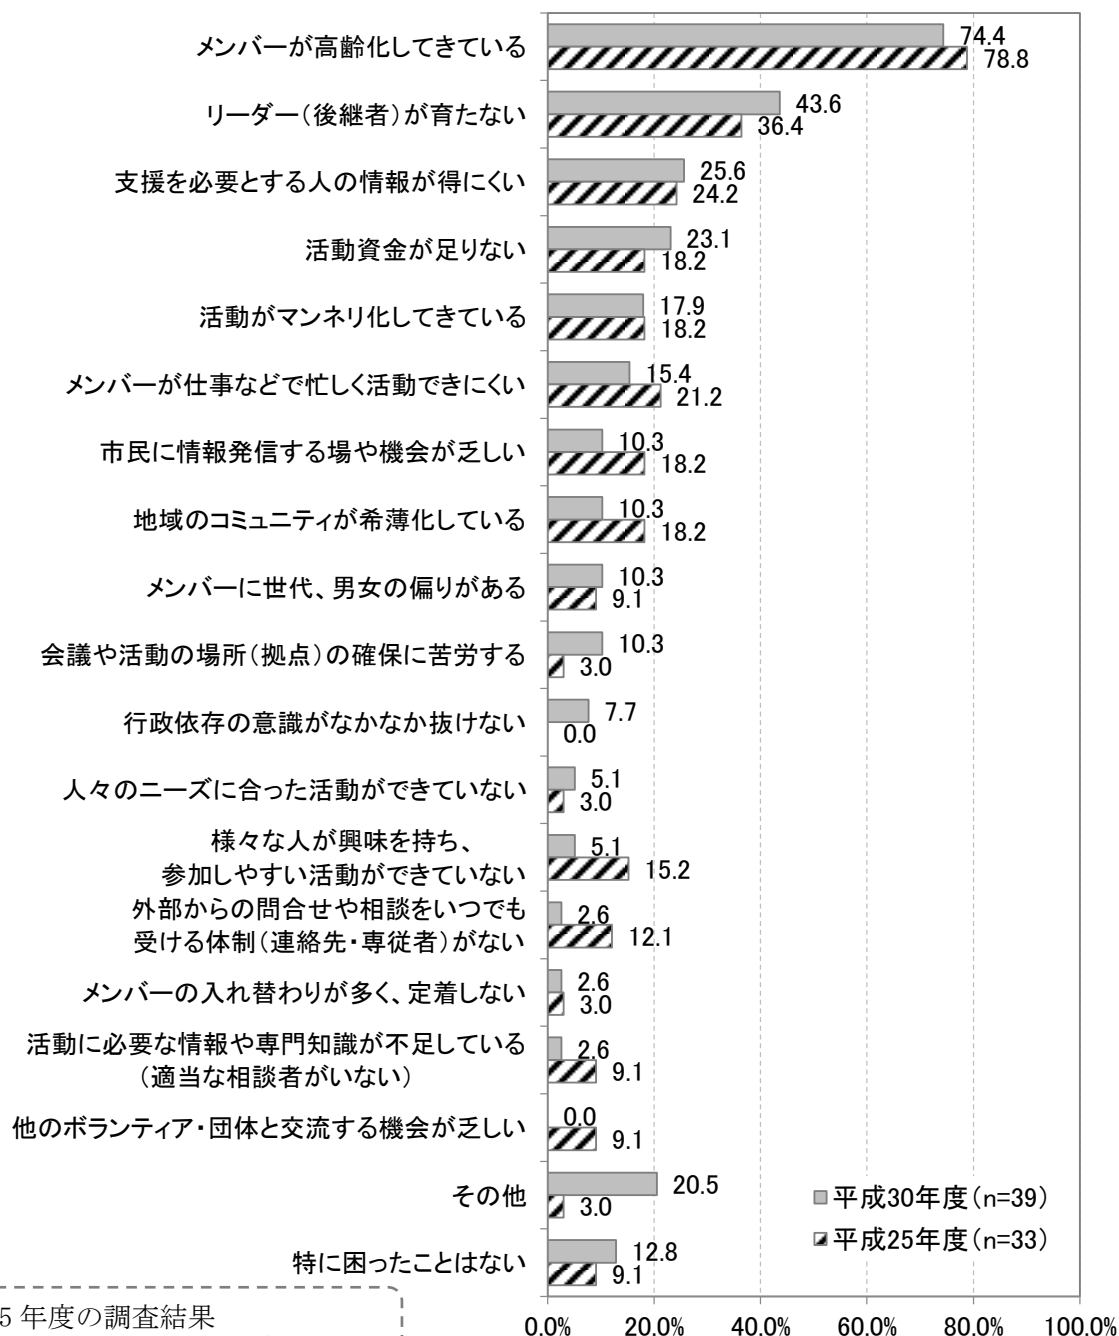 メンバーが高齢化してきている
74.4
78.8
リーダー（後継者）が育たない
43.6
36.4
支援を必要とする人の情報が得にくい
25.6
24.2
活動資金が足りない
23.1
18.2
活動がマンネリ化してきている
17.9
18.2
メンバーが仕事などで忙しく活動できにくい
15.4
21.2
市民に情報発信する場や機会が乏しい
10.3
18.2
地域のコミュニティが希薄化している
10.3
18.2
メンバーに世代、男女の偏りがある
10.3
9.1
会議や活動の場所（拠点）の確保に苦労する
10.3
3.0
行政依存の意識がなかなか抜けない
7.7
0.0
人々のニーズに合った活動ができていない
5.1
3.0
様々な人が興味を持ち、
参加しやすい活動ができていない
5.1
15.2
外部からの問合せや相談をいつでも
受ける体制（連絡先・専従者）がない
2.6
12.1
メンバーの入れ替わりが多く、定着しない
2.6
3.0
活動に必要な情報や専門知識が不足している
（適当な相談者がいない）
2.6
9.1
他のボランティア・団体と交流する機会が乏しい
0.0
9.1
その他
20.5
3.0
特に困ったことはない
12.8
9.1
平成30年度（n=39）
平成25年度（n=33）
5 年度の調査結果
0.0% 20.0% 40.0% 60.0% 80.0% 100.0%